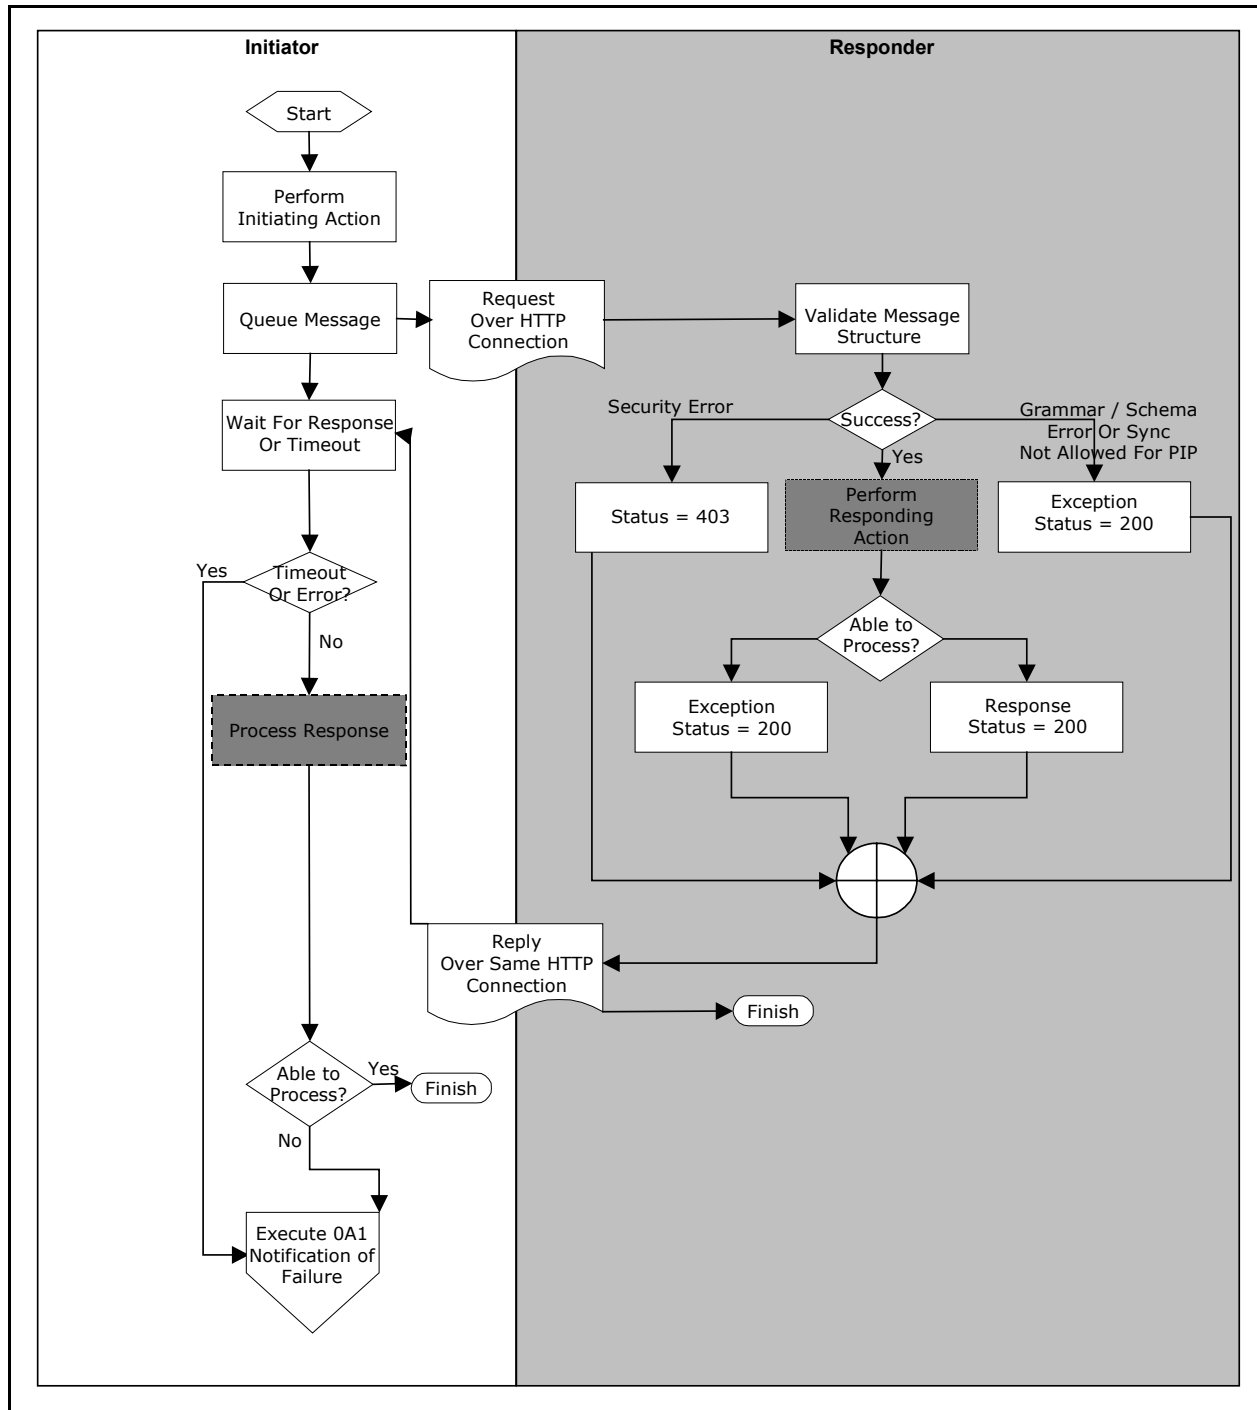 Initiator
Responder
Start
Perform
Initiating Action
Queue Message
Request
Over HTTP
Connection
Validate Message
Structure
Wait For Response
Or Timeout
Security Error
Success?
Grammar / Schema
Error Or Sync
Not Allowed For PIP
Yes
Status = 403
Perform
Responding
Action
Exception
Status = 200
Yes
Timeout
Or Error?
No
Able to
Process?
Process Response
Exception
Status = 200
Response
Status = 200
Reply
Over Same HTTP
Connection
Finish
Able to
Process?
Yes
Finish
No
Execute 0A1
Notification of
Failure